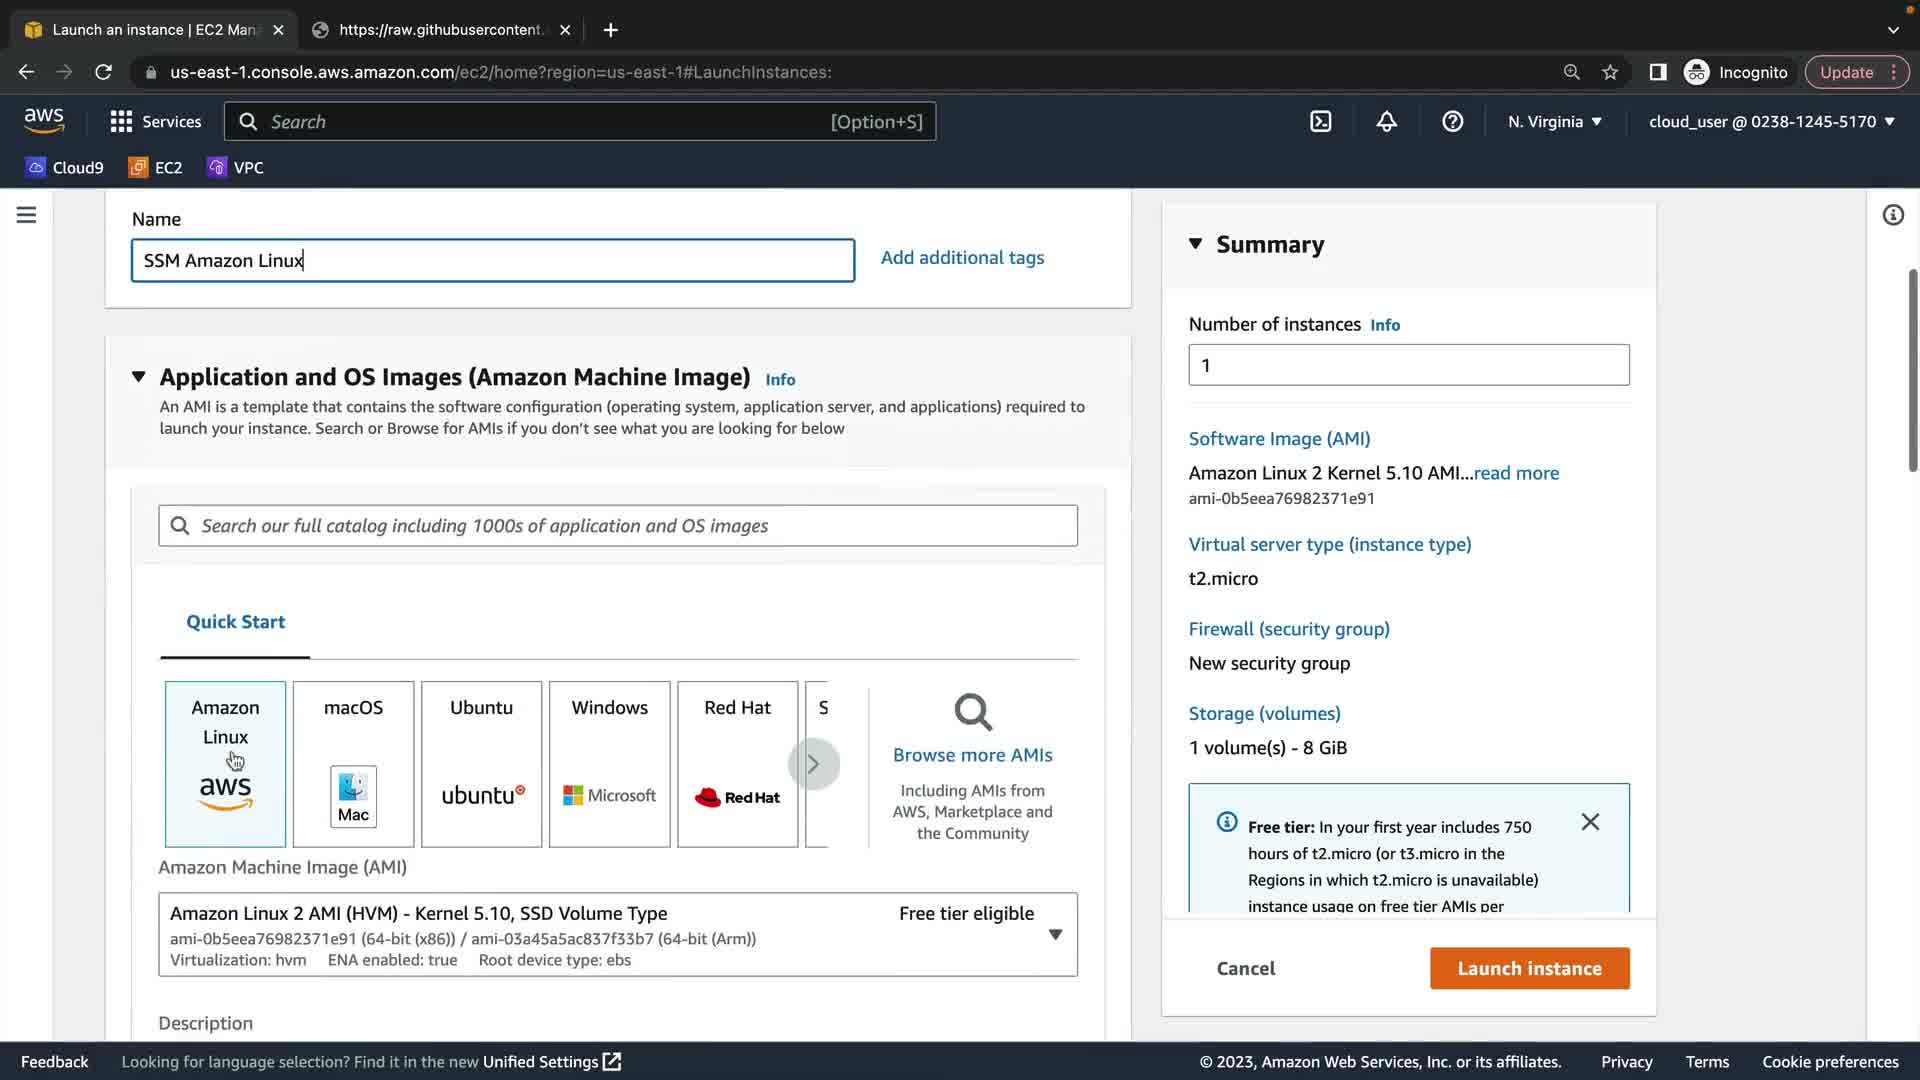 Launch an instance | EC2 Mana
https://raw.githubusercontent.
us-east-1.console.aws.amazon.com/ec2/home?region=us-east-1#LaunchInstances:
Incognito
Update
aws
Services
Search
[Option+S]
N. Virginia
cloud_user @ 0238-1245-5170
Cloud9
EC2
VPC
Name
SSM Amazon Linux
Add additional tags
Application and OS Images (Amazon Machine Image) Info
An AMI is a template that contains the software configuration (operating system, application server, and applications) required to
launch your instance. Search or Browse for AMIs if you don't see what you are looking for below
Search our full catalog including 1000s of application and OS images
Quick Start
Amazon
Linux
aws
macOS
Mac
Ubuntu
ubuntu
Windows
Microsoft
Red Hat
Red Hat
S
Browse more AMIs
Including AMIs from
AWS, Marketplace and
the Community
Amazon Machine Image (AMI)
Amazon Linux 2 AMI (HVM) - Kernel 5.10, SSD Volume Type
Free tier eligible
ami-0b5eea76982371e91 (64-bit (x86)) / ami-03a45a5ac837f33b7 (64-bit (Arm))
Virtualization: hvm ENA enabled: true Root device type: ebs
Description
Summary
Number of instances Info
1
Software Image (AMI)
Amazon Linux 2 Kernel 5.10 AMI...read more
ami-0b5eea76982371e91
Virtual server type (instance type)
t2.micro
Firewall (security group)
New security group
Storage (volumes)
1 volume(s) - 8 GiB
Free tier: In your first year includes 750
hours of t2.micro (or t3.micro in the
Regions in which t2.micro is unavailable)
instance usage on free tier AMIs per
Cancel
Launch instance
Feedback
Looking for language selection? Find it in the new Unified Settings
© 2023, Amazon Web Services, Inc. or its affiliates.
Privacy
Terms
Cookie preferences